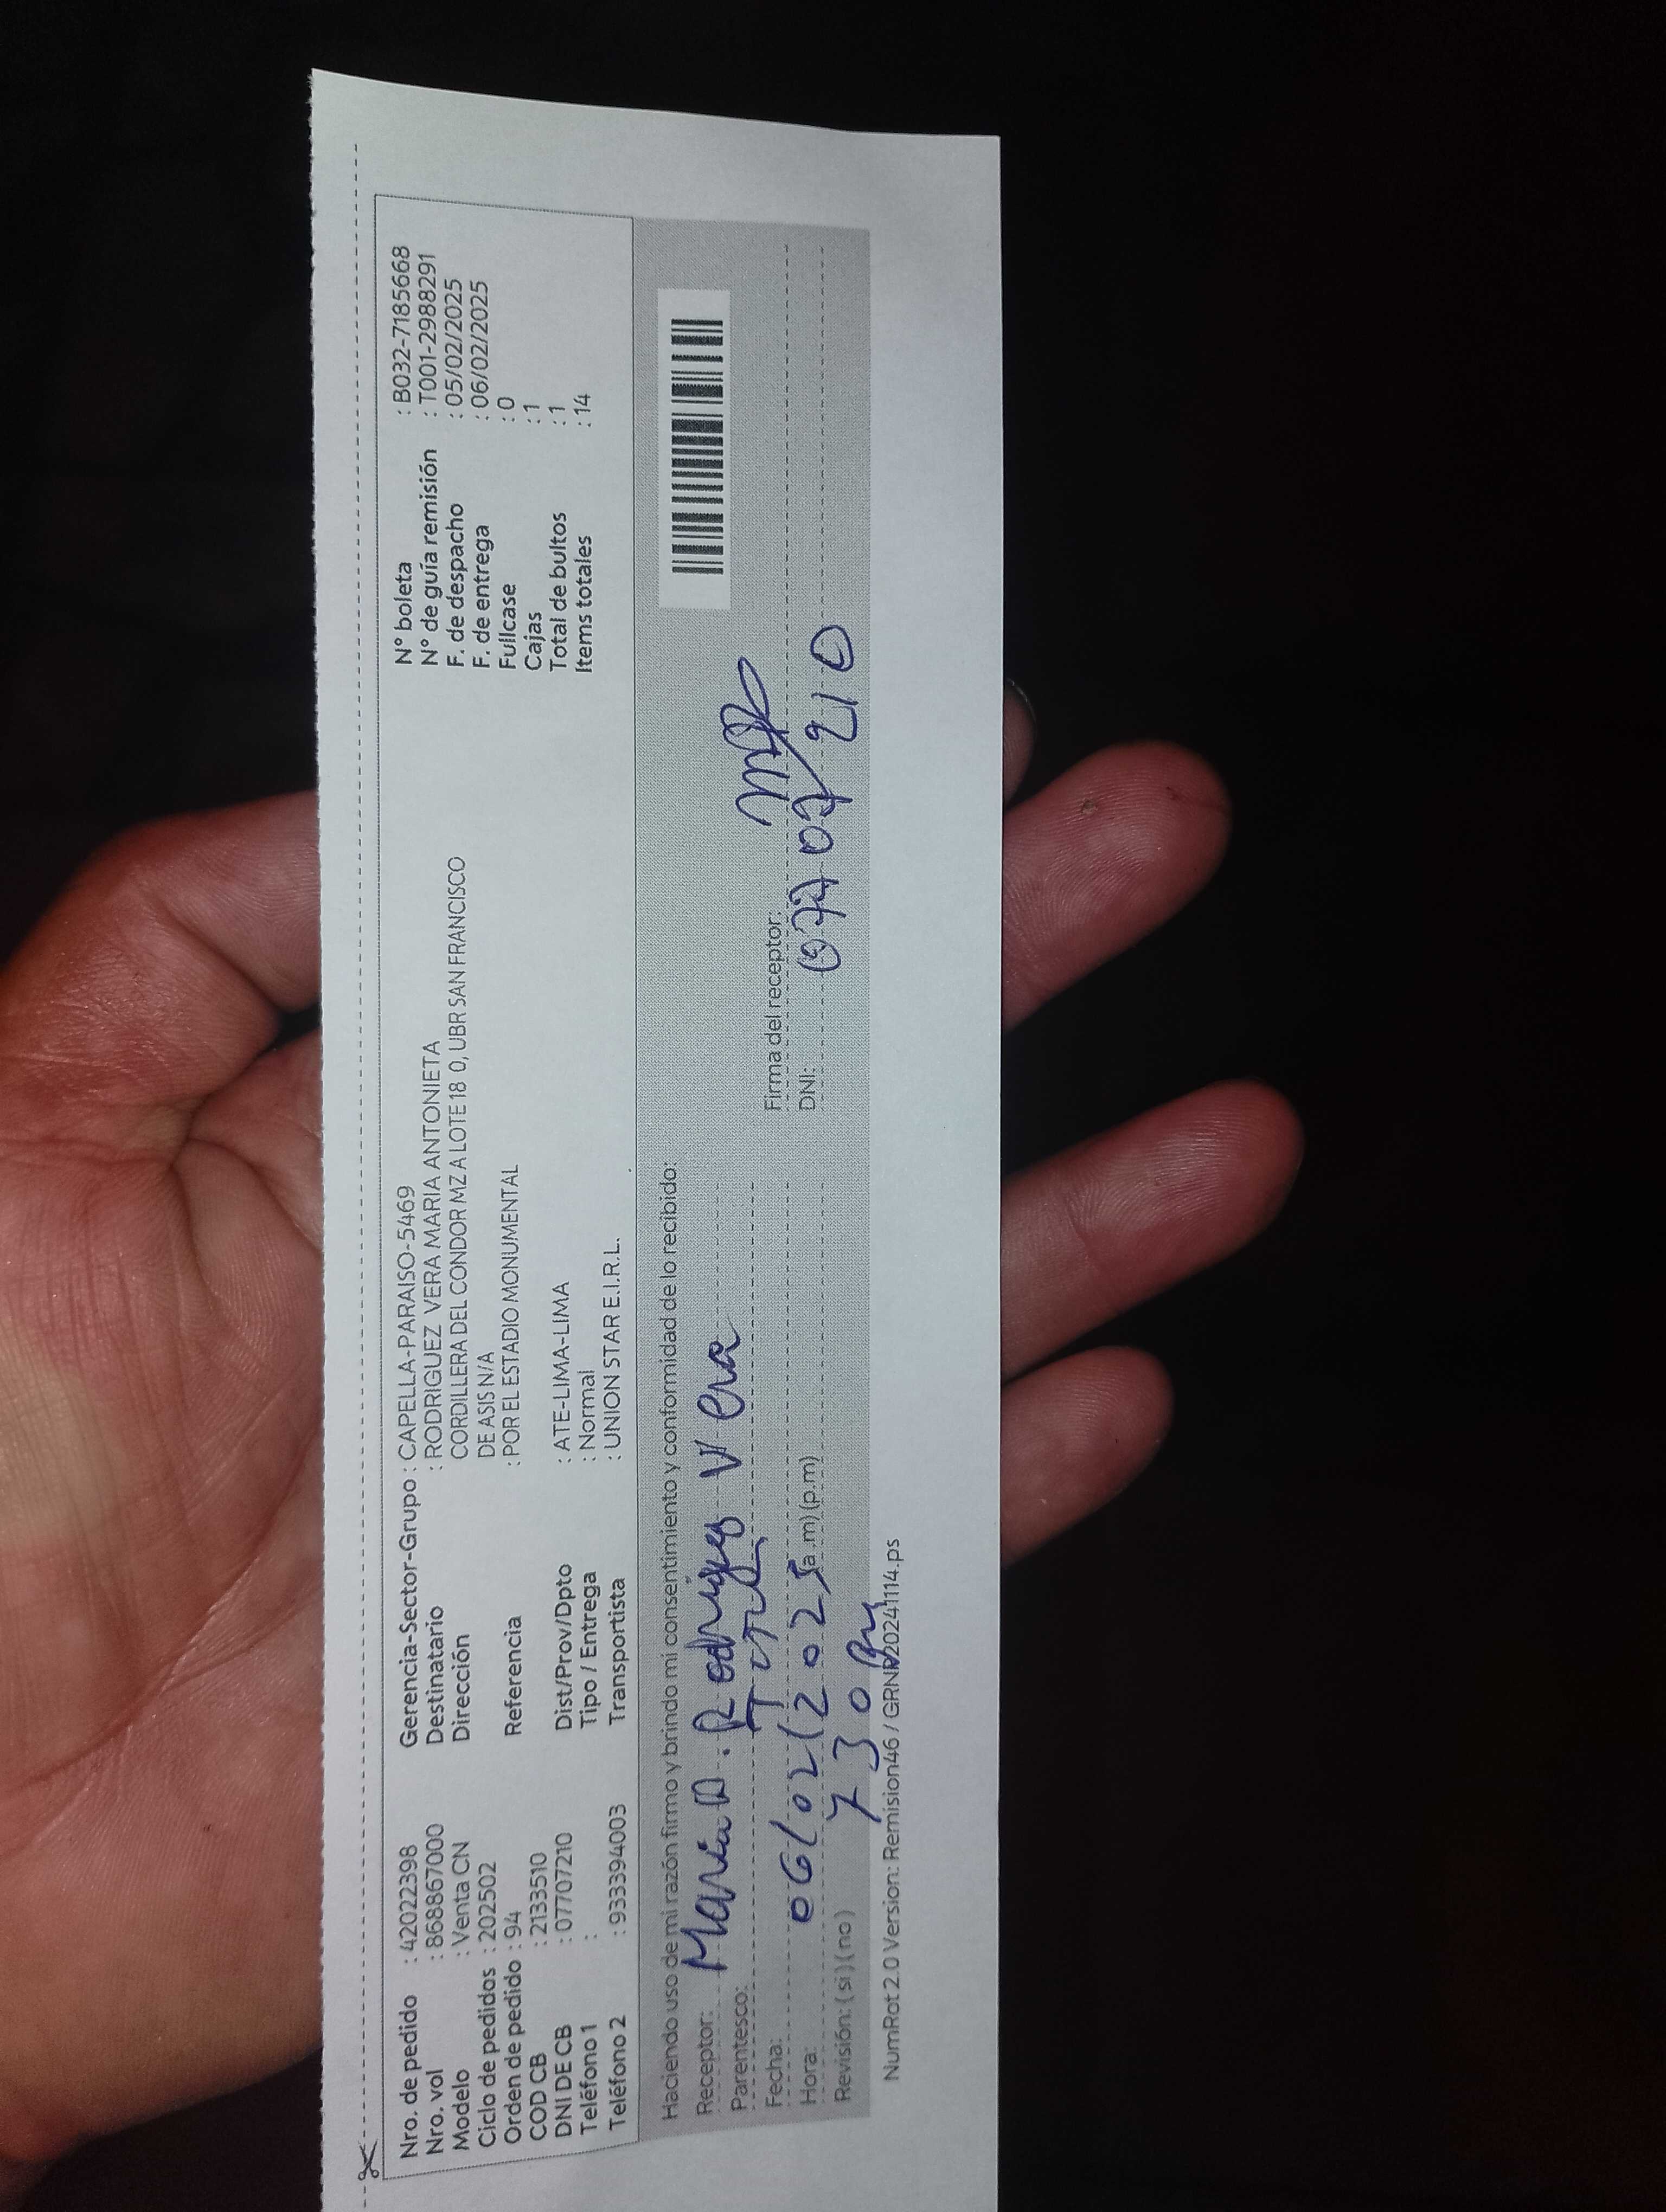 Nro. de pedido : 42022398
Nro. vol : 868867000
Modelo : Venta CN
Ciclo de pedidos : 202502
Orden de pedido : 94
COD CB : 2133510
DNI DE CB : 07707210
Teléfono 1 :
Teléfono 2 : 933394003
Gerencia-Sector-Grupo : CAPELLA-PARAISO-5469
Destinatario : RODRIGUEZ VERA MARIA ANTONIETA
Dirección CORDILLERA DEL CONDOR MZ A LOTE 18 0, UBR SAN FRANCISCO
DE ASIS N/A
Referencia : POR EL ESTADIO MONUMENTAL
Dist/Prov/Dpto : ATE-LIMA-LIMA
Tipo / Entrega : Normal
Transportista : UNION STAR E.I.R.L.
N° boleta : B032-7185668
N° de guía remisión : T001-2988291
F. de despacho : 05/02/2025
F. de entrega : 06/02/2025
Fullcase : 0
Cajas : 1
Total de bultos : 1
Items totales : 14
Haciendo uso de mi razón firmo y brindo mi consentimiento y conformidad de lo recibido:
Receptor: Maria A. Rodriguez Vera
Parentesco:
Fecha: 06/02/2025
Hora: (a.m) (p.m)
7 30 pm
Revisión: ( si ) ( no )
Firma del receptor:
DNI: 07707210
NumRot 2.0 Version: Remision46 / GRNR20241114.ps